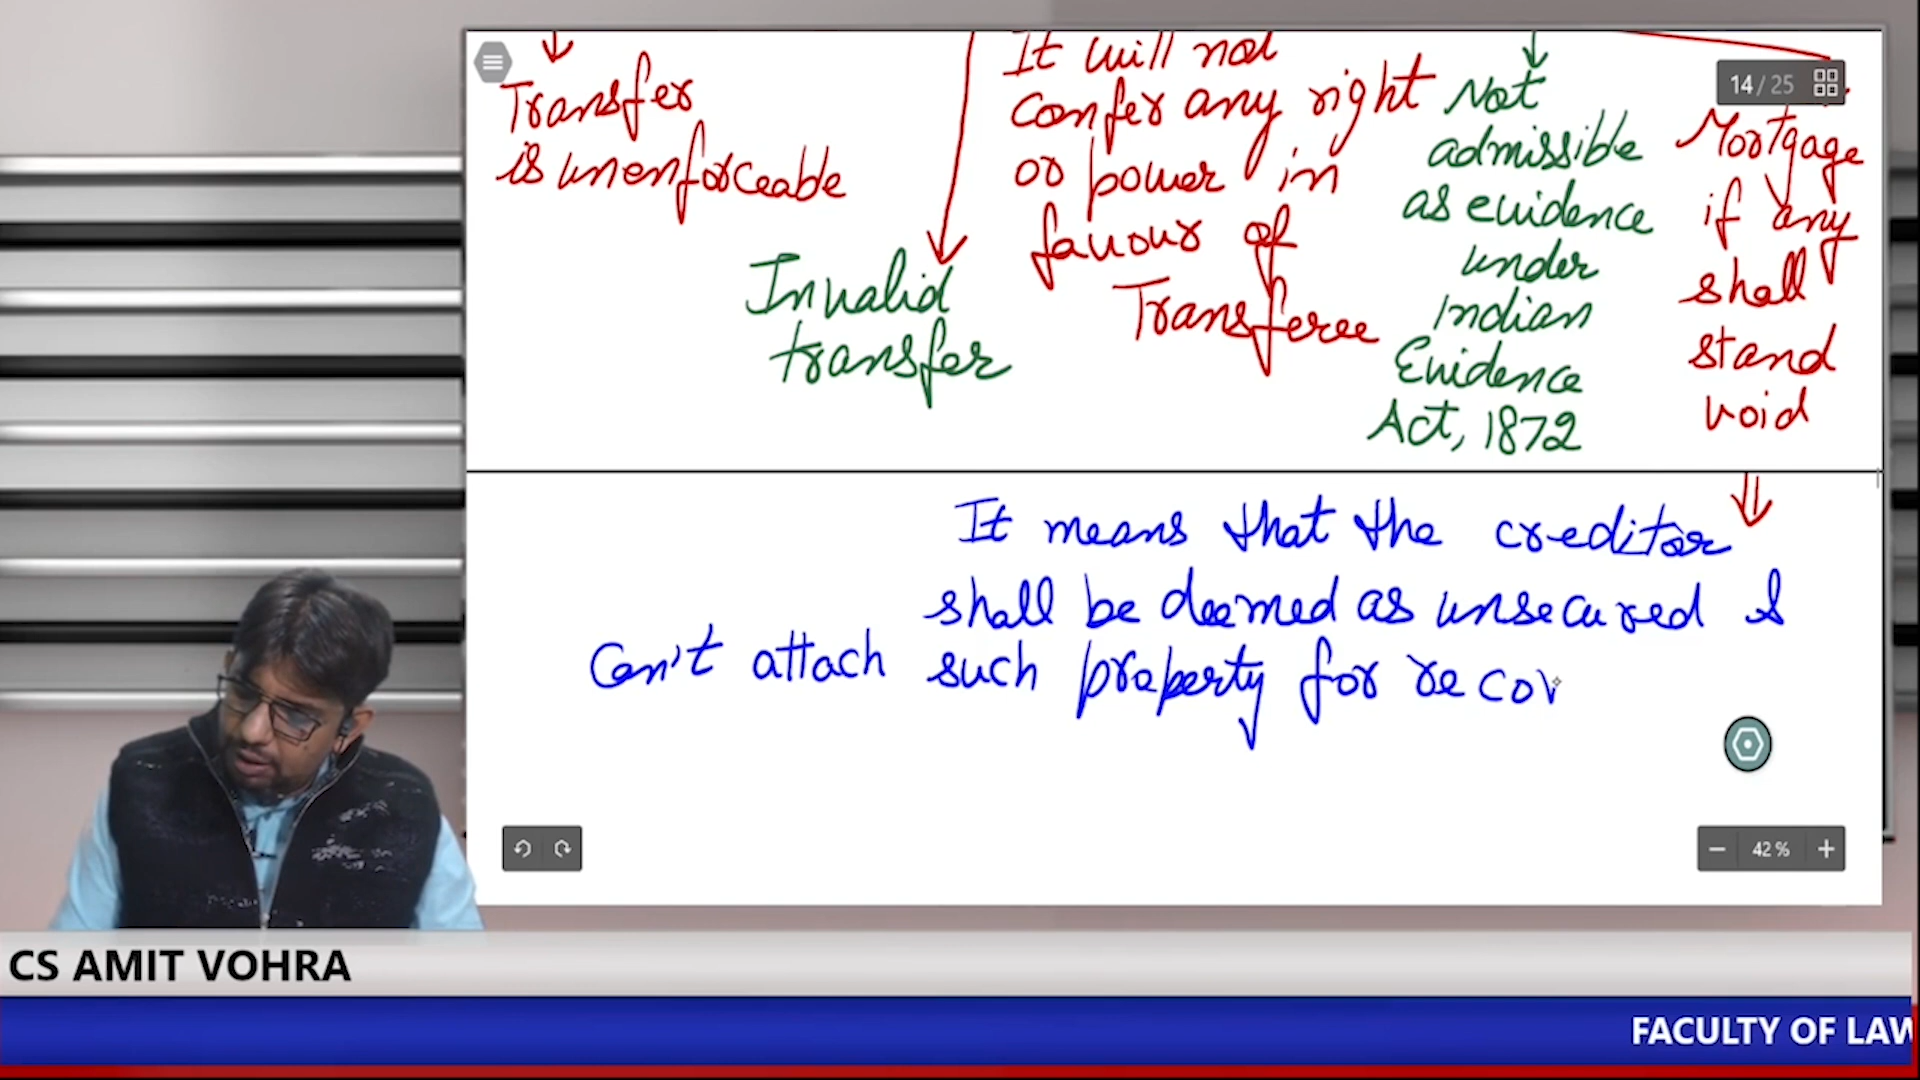 Transfer
is unenforceable
Invalid
transfer
It will not
confer any right
or power in
favour of
Transferee
Not
admissible
as evidence
under
Indian
Evidence
Act, 1872
14 / 25
Mortgage
if any
shall
stand
void
It means that the creditor
shall be deemed as unsecured &
Can't attach such property for recov
42 %
CS AMIT VOHRA
FACULTY OF LAW